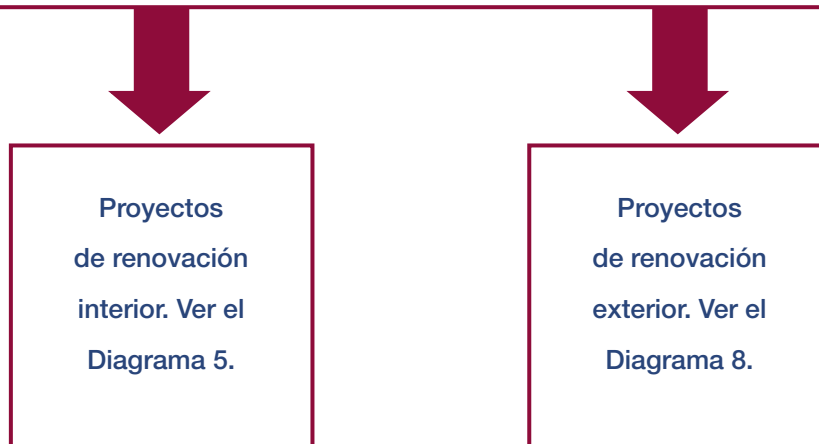 Proyectos
de renovación
interior. Ver el
Diagrama 5.
Proyectos
de renovación
exterior. Ver el
Diagrama 8.